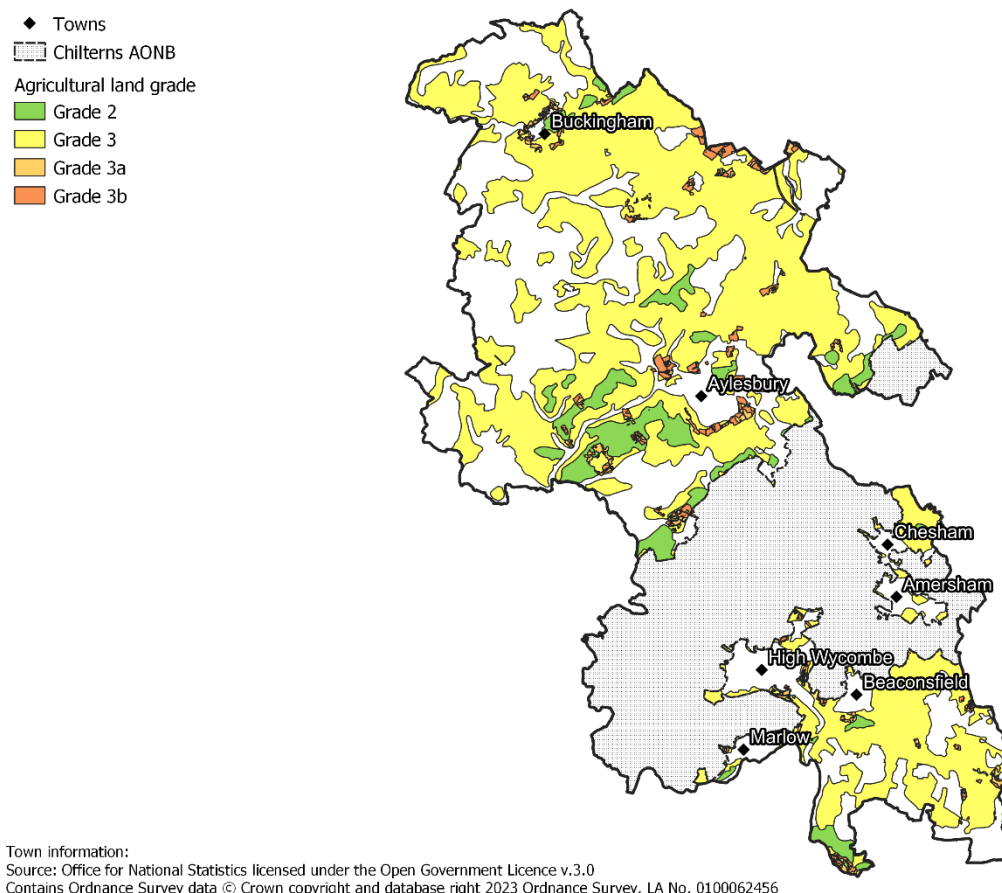 Towns
Chilterns AONB
Agricultural land grade
Grade 2
Grade 3
Grade 3a
Grade 3b
Buckingham
Aylesbury
Chesham
Amersham
High Wycombe
Beaconsfield
Marlow
Town information:
Source: Office for National Statistics licensed under the Open Government Licence v.3.0
Contains Ordnance Survey data © Crown copyright and database right 2023 Ordnance Survey. LA No. 0100062456